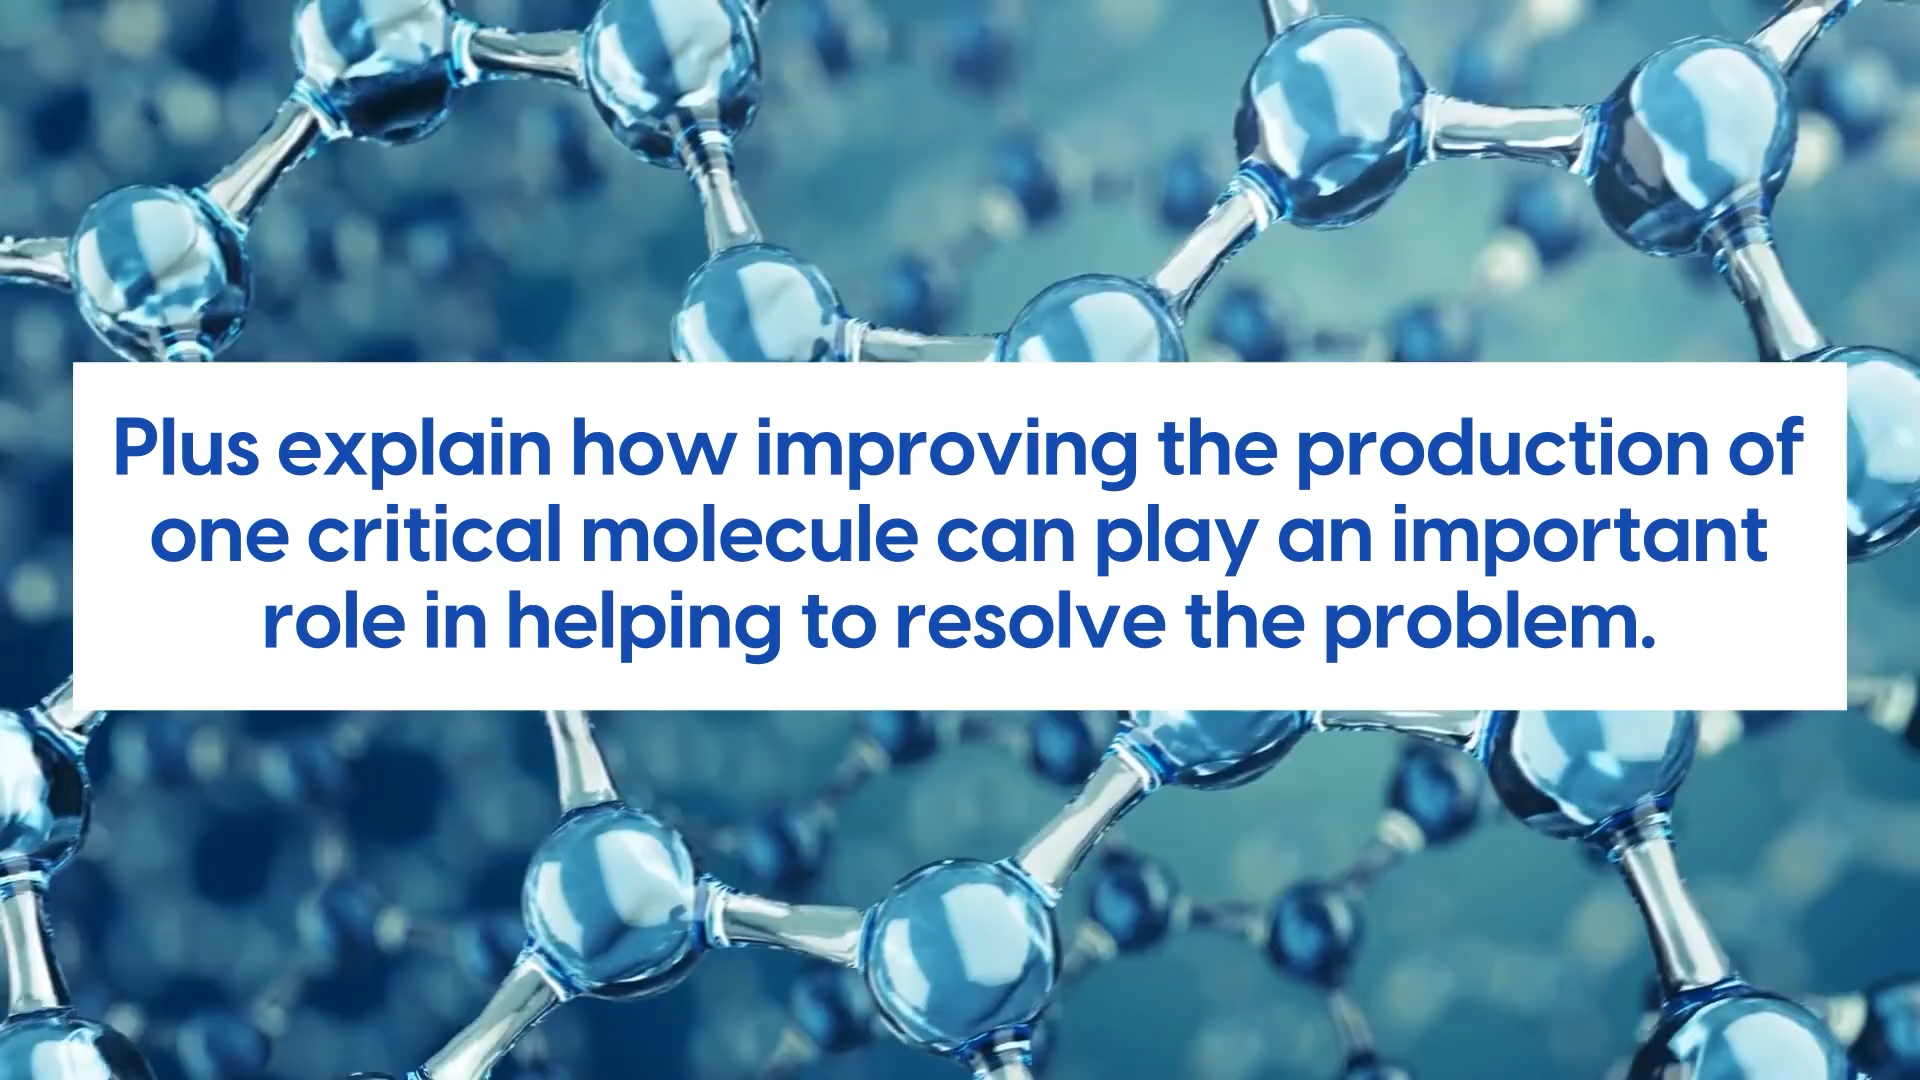 Plus explain how improving the production of
one critical molecule can play an important
role in helping to resolve the problem.